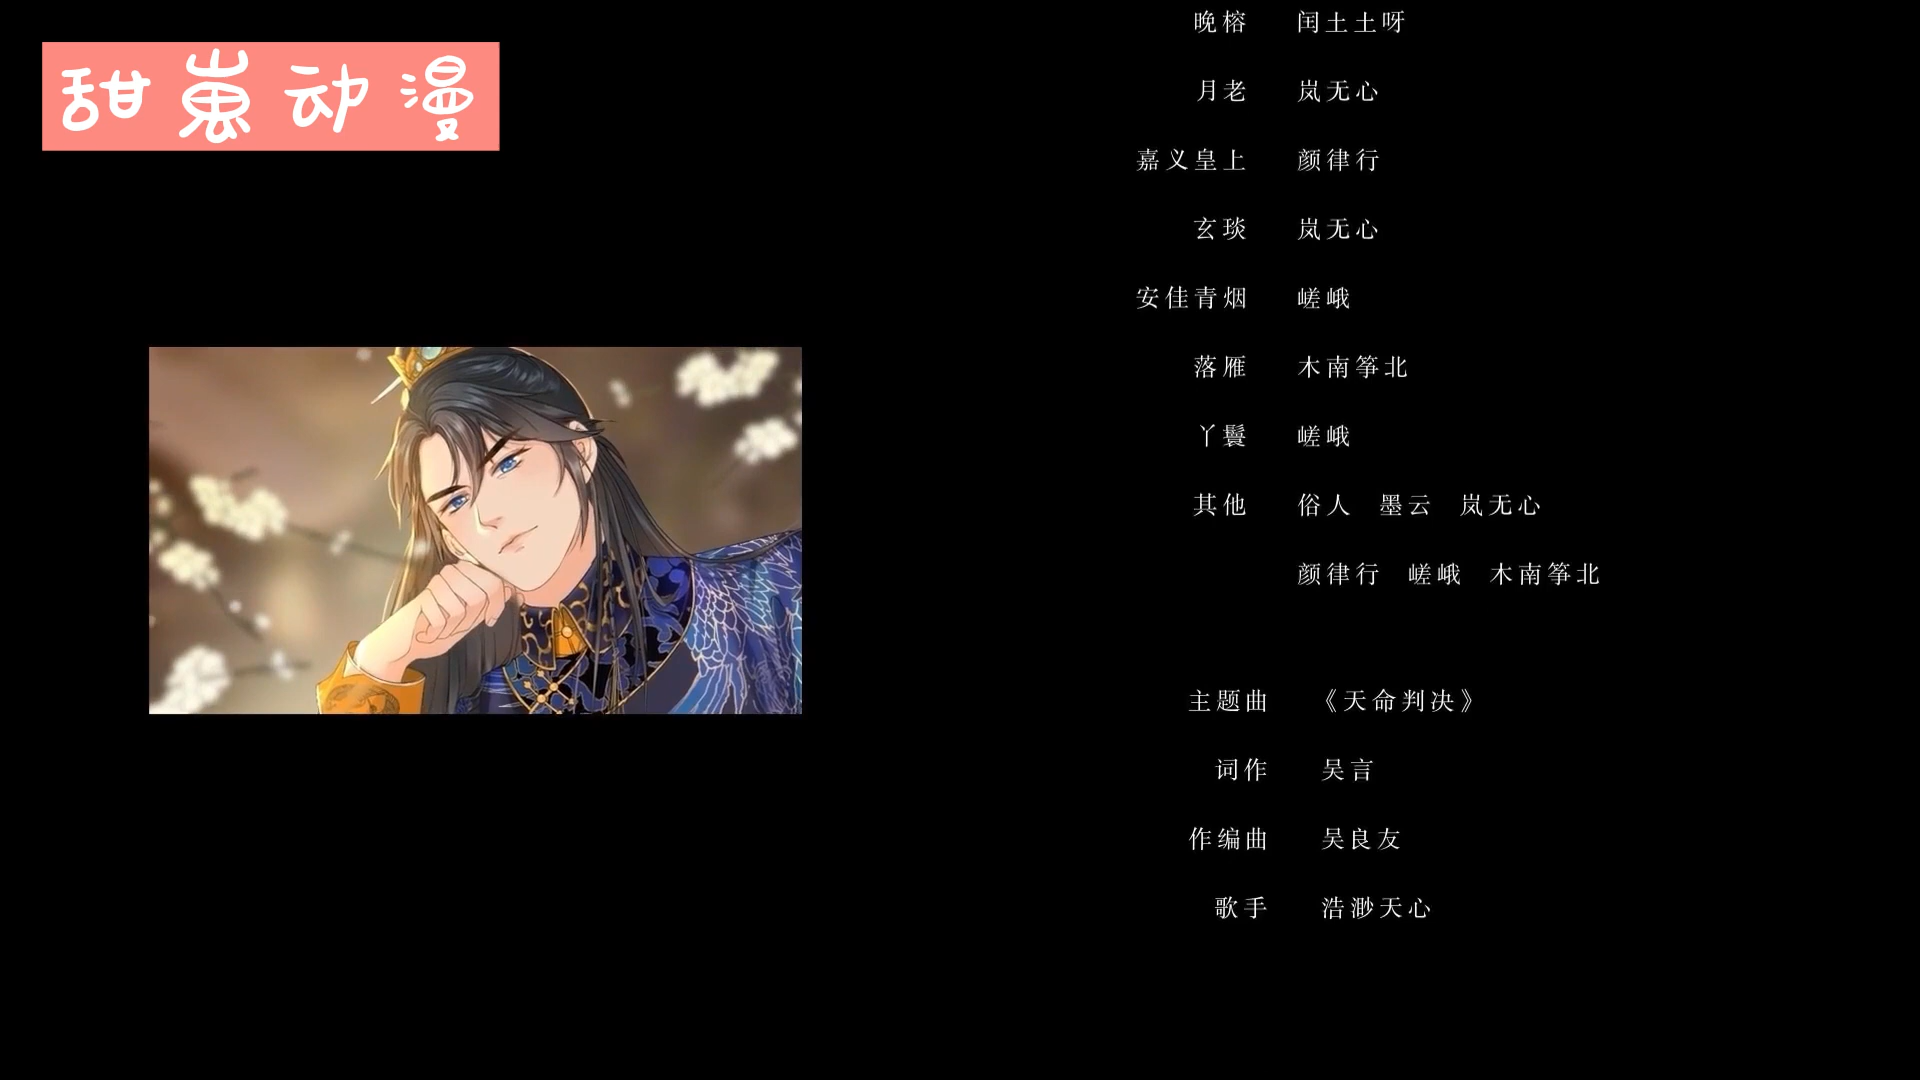 甜崽动漫
晚榕 闰土土呀
月老 岚无心
嘉义皇上 颜律行
玄琰 岚无心
安佳青烟 嵯峨
落雁 木南筝北
丫鬟 嵯峨
其他 俗人 墨云 岚无心
颜律行 嵯峨 木南筝北
主题曲 《天命判决》
词作 吴言
作编曲 吴良友
歌手 浩渺天心